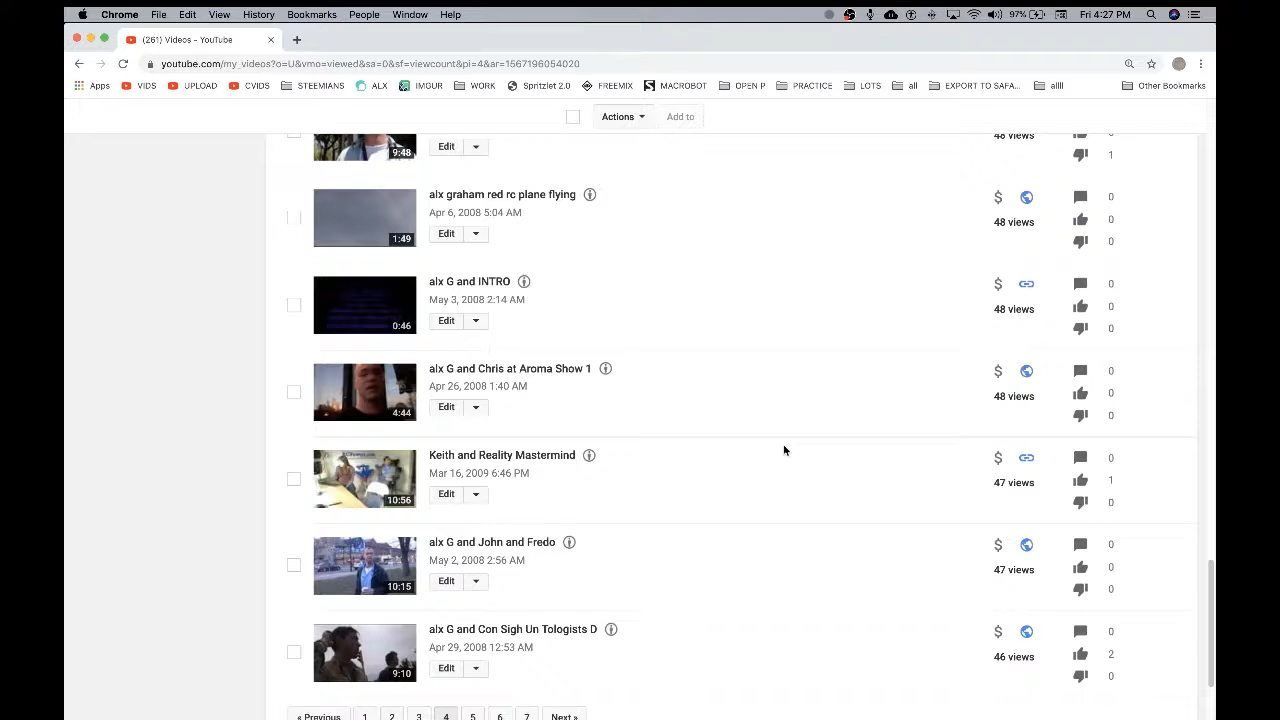 Chrome File Edit View History Bookmarks People Window Help 97% Fri 4:27 PM
(261) Videos - YouTube
youtube.com/my_videos?o=U&vmo=viewed&sa=0&sf=viewcount&pi=4&ar=1567196054020
Apps VIDS UPLOAD CVIDS STEEMIANS ALX IMGUR WORK Spritzlet 2.0 FREEMIX MACROBOT OPEN P PRACTICE LOTS all EXPORT TO SAFA... allll Other Bookmarks
Actions Add to
9:48
Edit
48 views
1
alx graham red rc plane flying
Apr 6, 2008 5:04 AM
Edit
1:49
$
48 views
0
0
0
alx G and INTRO
May 3, 2008 2:14 AM
Edit
0:46
$
48 views
0
0
0
alx G and Chris at Aroma Show 1
Apr 26, 2008 1:40 AM
Edit
4:44
$
48 views
0
0
0
Keith and Reality Mastermind
Mar 16, 2009 6:46 PM
Edit
10:56
$
47 views
0
1
0
alx G and John and Fredo
May 2, 2008 2:56 AM
Edit
10:15
$
47 views
0
0
0
alx G and Con Sigh Un Tologists D
Apr 29, 2008 12:53 AM
Edit
9:10
$
46 views
0
2
0
« Previous 1 2 3 4 5 6 7 Next »